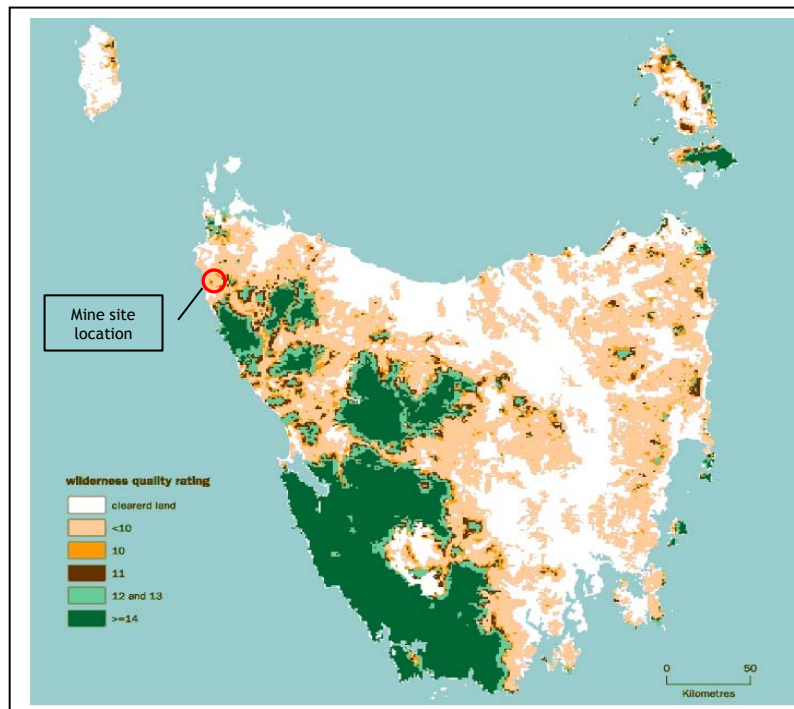 Mine site
location
wilderness quality rating
clearerd land
<10
10
11
12 and 13
>=14
0 50
Kilometres